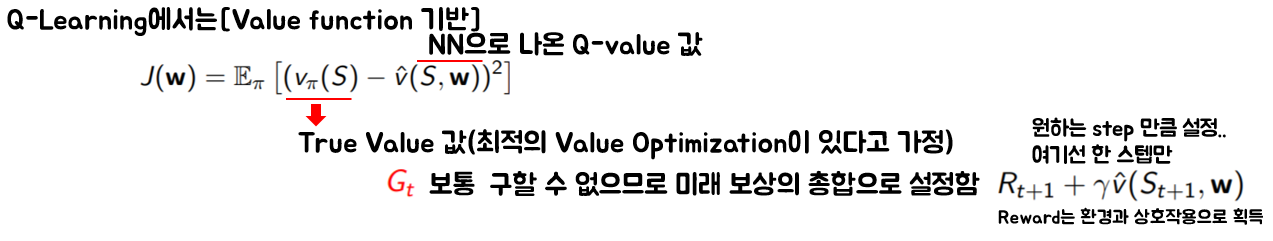 Q-Learning에서는[Value function 기반]
NN으로 나온 Q-value 값
J(w) = 𝔼π [(vπ(S) − v̂(S, w))²]
True Value 값(최적의 Value Optimization이 있다고 가정)
원하는 step 만큼 설정..
여기선 한 스텝만
Gt 보통 구할 수 없으므로 미래 보상의 총합으로 설정함 Rt+1 + γv̂(St+1, w)
Reward는 환경과 상호작용으로 획득